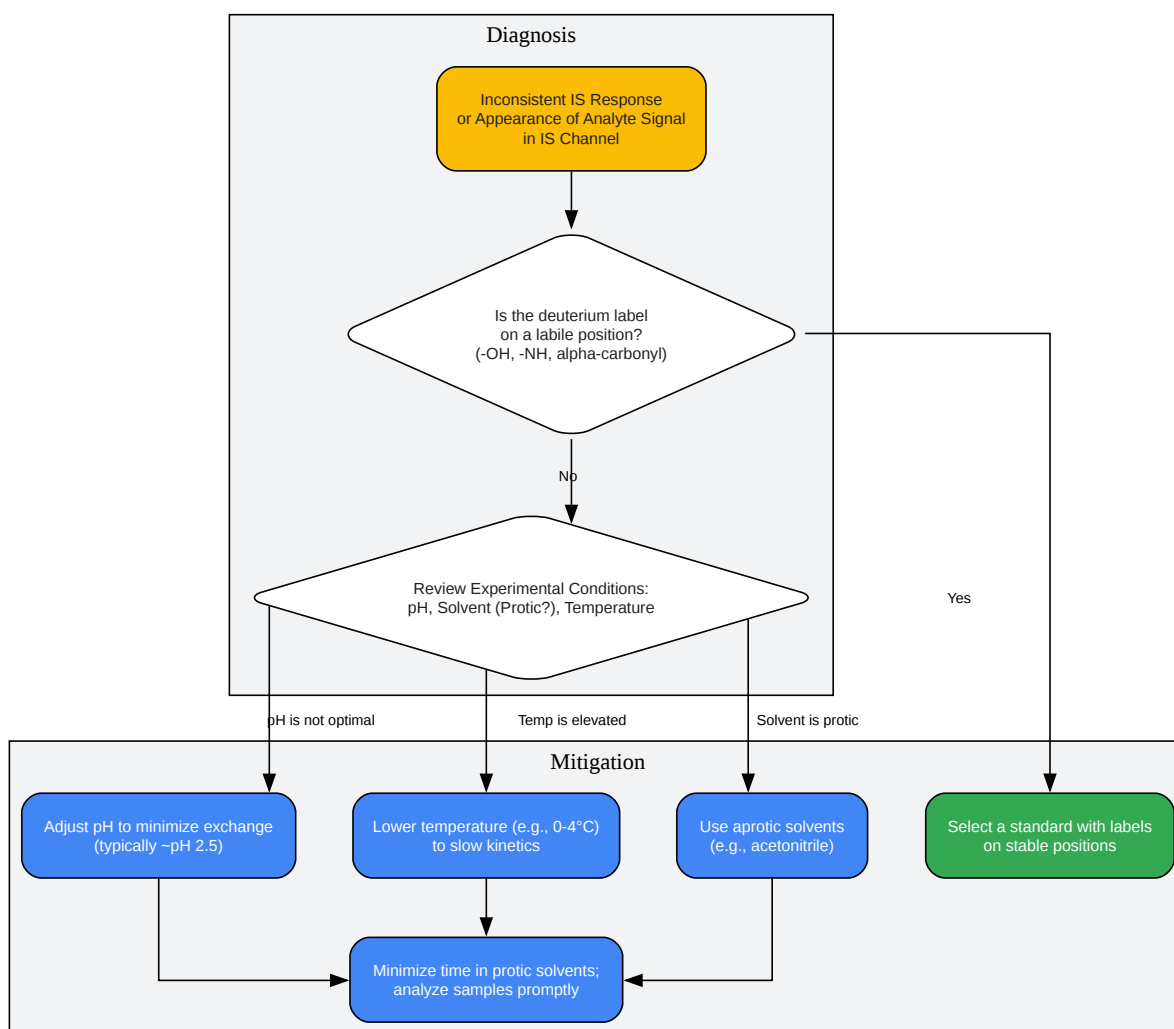 Diagnosis
Inconsistent IS Response
or Appearance of Analyte Signal
in IS Channel
Is the deuterium label
on a labile position?
(-OH, -NH, alpha-carbonyl)
No
Review Experimental Conditions:
pH, Solvent (Protic?), Temperature
Yes
pH is not optimal
Temp is elevated
Solvent is protic
Mitigation
Adjust pH to minimize exchange
(typically ~pH 2.5)
Lower temperature (e.g., 0-4°C)
to slow kinetics
Use aprotic solvents
(e.g., acetonitrile)
Select a standard with labels
on stable positions
Minimize time in protic solvents;
analyze samples promptly